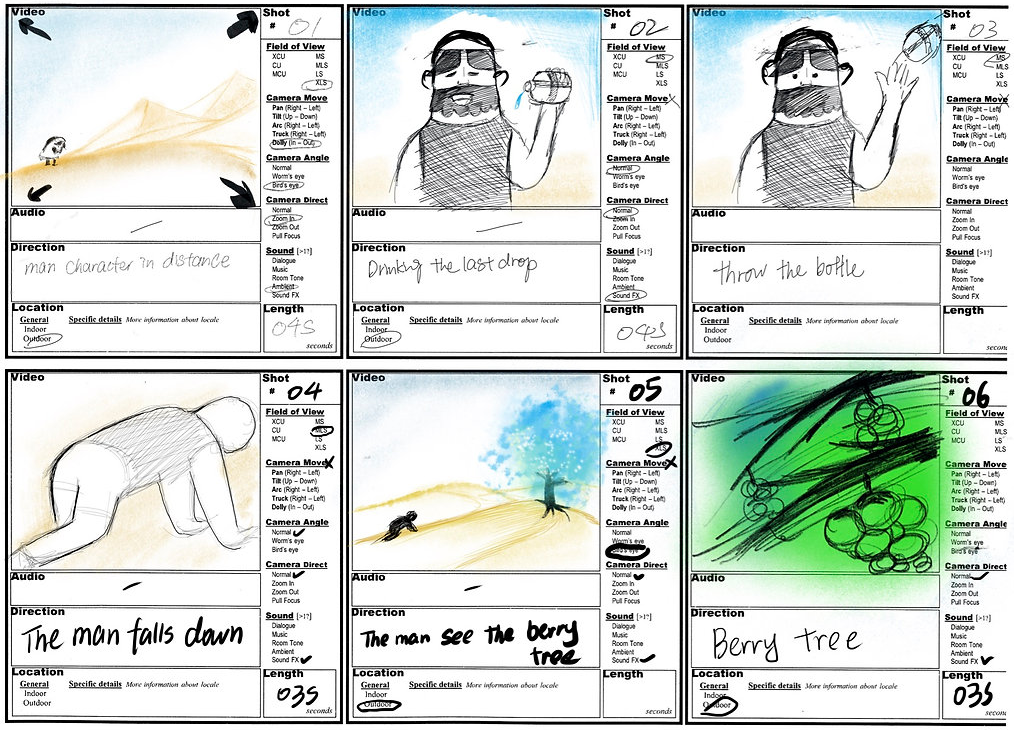 Video
Shot
# 01
Field of View
XCU MS
CU MLS
MCU LS
XLS
Camera Move
Pan (Right – Left)
Tilt (Up – Down)
Arc (Right – Left)
Truck (Right – Left)
Dolly (In – Out)
Camera Angle
Normal
Worm's eye
Bird's eye
Camera Direct
Normal
Zoom In
Zoom Out
Pull Focus
Audio
Direction
man character in distance
Sound [>1?]
Dialogue
Music
Room Tone
Ambient
Sound FX
Location
General Specific details More information about locale
Indoor
Outdoor
Length
04S
seconds
Video
Shot
# 02
Field of View
XCU MS
CU MLS
MCU LS
XLS
Camera Move X
Pan (Right – Left)
Tilt (Up – Down)
Arc (Right – Left)
Truck (Right – Left)
Dolly (In – Out)
Camera Angle
Normal
Worm's eye
Bird's eye
Camera Direct
Normal
Zoom In
Zoom Out
Pull Focus
Audio
Direction
Drinking the last drop
Sound [>1?]
Dialogue
Music
Room Tone
Ambient
Sound FX
Location
General Specific details More information about locale
Indoor
Outdoor
Length
04S
seconds
Video
Shot
# 03
Field of View
XCU MS
CU MLS
MCU LS
XLS
Camera Move
Pan (Right – Left)
Tilt (Up – Down)
Arc (Right – Left)
Truck (Right – Left)
Dolly (In – Out)
Camera Angle
Normal
Worm's eye
Bird's eye
Camera Direct
Normal
Zoom In
Zoom Out
Pull Focus
Audio
Direction
throw the bottle
Sound [>1?]
Dialogue
Music
Room Tone
Ambient
Sound FX
Location
General Specific details More information about locale
Indoor
Outdoor
Length
Video
Shot
# 04
Field of View
XCU MS
CU MLS
MCU LS
XLS
Camera Move X
Pan (Right – Left)
Tilt (Up – Down)
Arc (Right – Left)
Truck (Right – Left)
Dolly (In – Out)
Camera Angle
Normal
Worm's eye
Bird's eye
Camera Direct
Normal
Zoom In
Zoom Out
Pull Focus
Audio
Direction
The man falls down
Sound [>1?]
Dialogue
Music
Room Tone
Ambient
Sound FX
Location
General Specific details More information about locale
Indoor
Outdoor
Length
03S
seconds
Video
Shot
# 05
Field of View
XCU MS
CU MLS
MCU LS
XLS
Camera Move X
Pan (Right – Left)
Tilt (Up – Down)
Arc (Right – Left)
Truck (Right – Left)
Dolly (In – Out)
Camera Angle
Normal
Worm's eye
Bird's eye
Camera Direct
Normal
Zoom In
Zoom Out
Pull Focus
Audio
Direction
The man see the berry
tree
Sound [>1?]
Dialogue
Music
Room Tone
Ambient
Sound FX
Location
General Specific details More information about locale
Indoor
Outdoor
Length
seconds
Video
Shot
# 06
Field of View
XCU MS
CU MLS
MCU LS
XLS
Camera Move
Pan (Right – Left)
Tilt (Up – Down)
Arc (Right – Left)
Truck (Right – Left)
Dolly (In – Out)
Camera Angle
Normal
Worm's eye
Bird's eye
Camera Direct
Normal
Zoom In
Zoom Out
Pull Focus
Audio
Direction
Berry tree
Sound [>1?]
Dialogue
Music
Room Tone
Ambient
Sound FX
Location
General Specific details More information about locale
Indoor
Outdoor
Length
03S